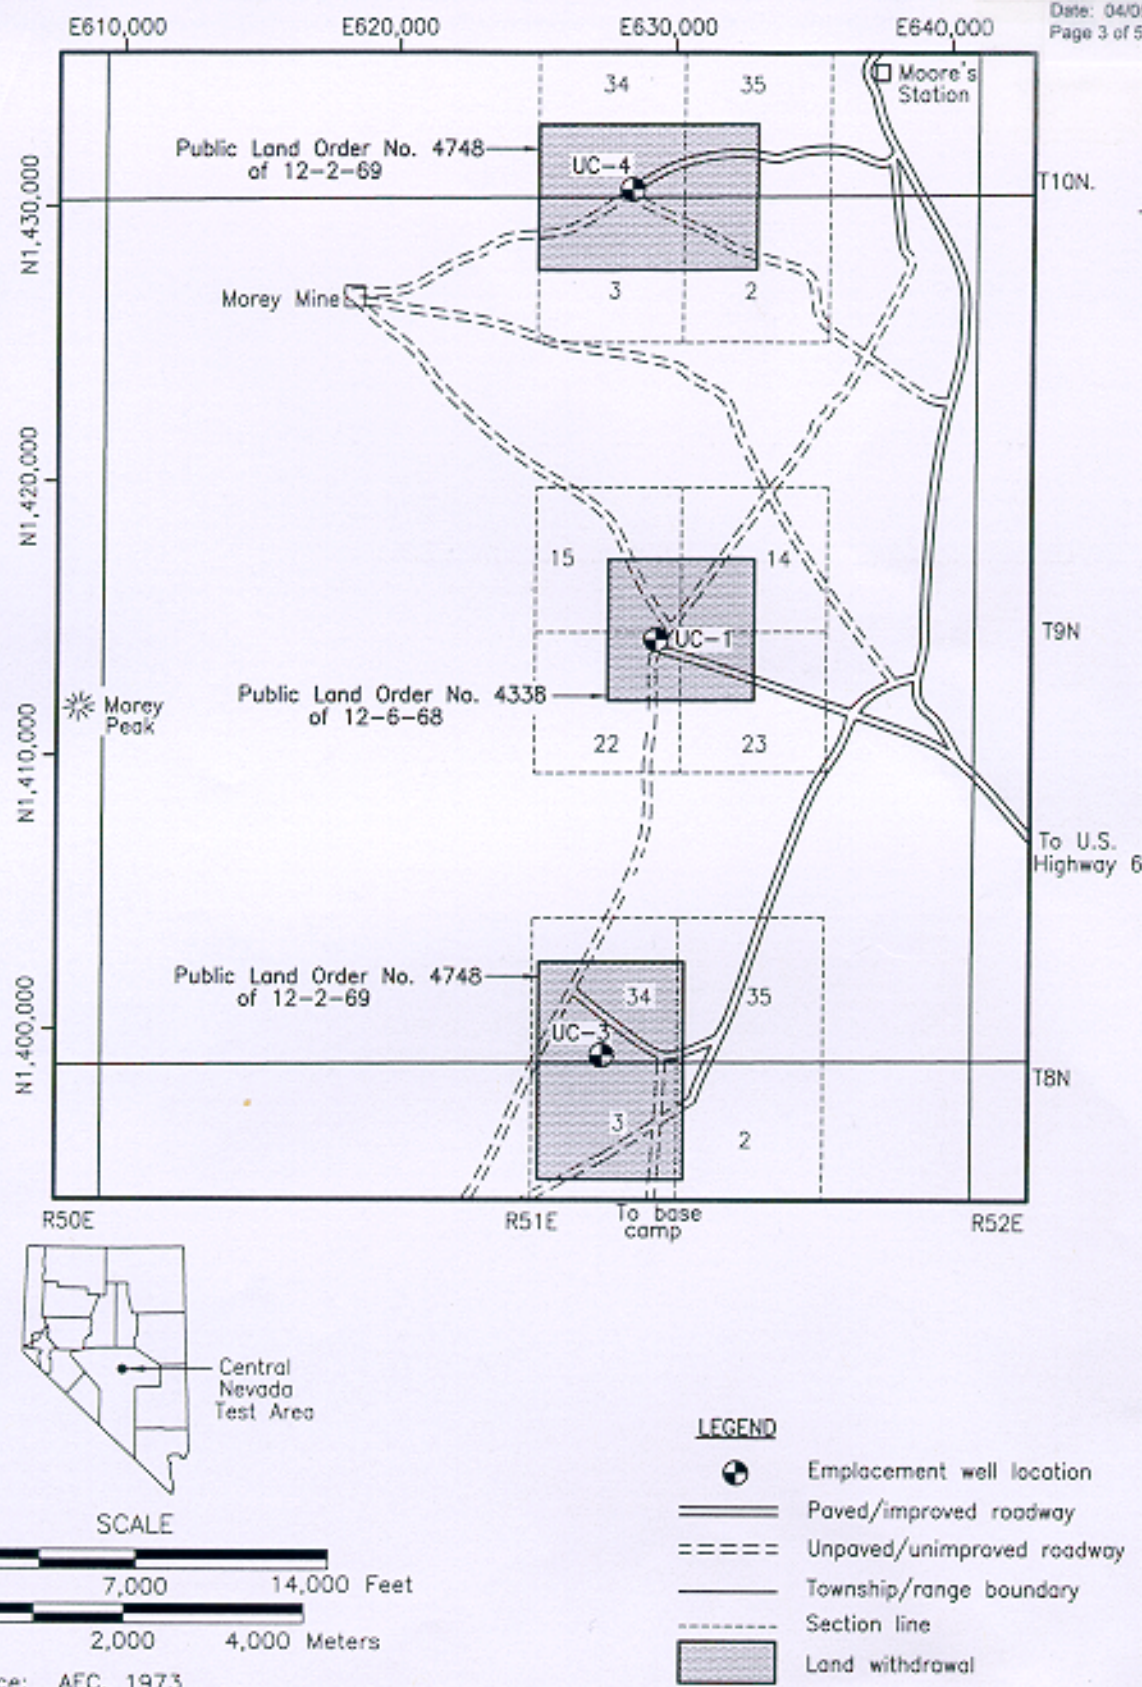 Date: 04/0
Page 3 of 5
E610,000
E620,000
E630,000
E640,000
34
35
Moore's
Station
Public Land Order No. 4748
of 12-2-69
UC-4
T10N.
N1,430,000
Morey Mine
3
2
N1,420,000
15
14
UC-1
T9N
Public Land Order No. 4338
of 12-6-68
Morey
Peak
22
23
N1,410,000
To U.S.
Highway 6
Public Land Order No. 4748
of 12-2-69
34
35
UC-3
N1,400,000
T8N
3
2
R50E
R51E
To base
camp
R52E
Central
Nevada
Test Area
LEGEND
Emplacement well location
Paved/improved roadway
Unpaved/unimproved roadway
Township/range boundary
Section line
Land withdrawal
SCALE
7,000
14,000 Feet
2,000
4,000 Meters
ce: AEC 1973